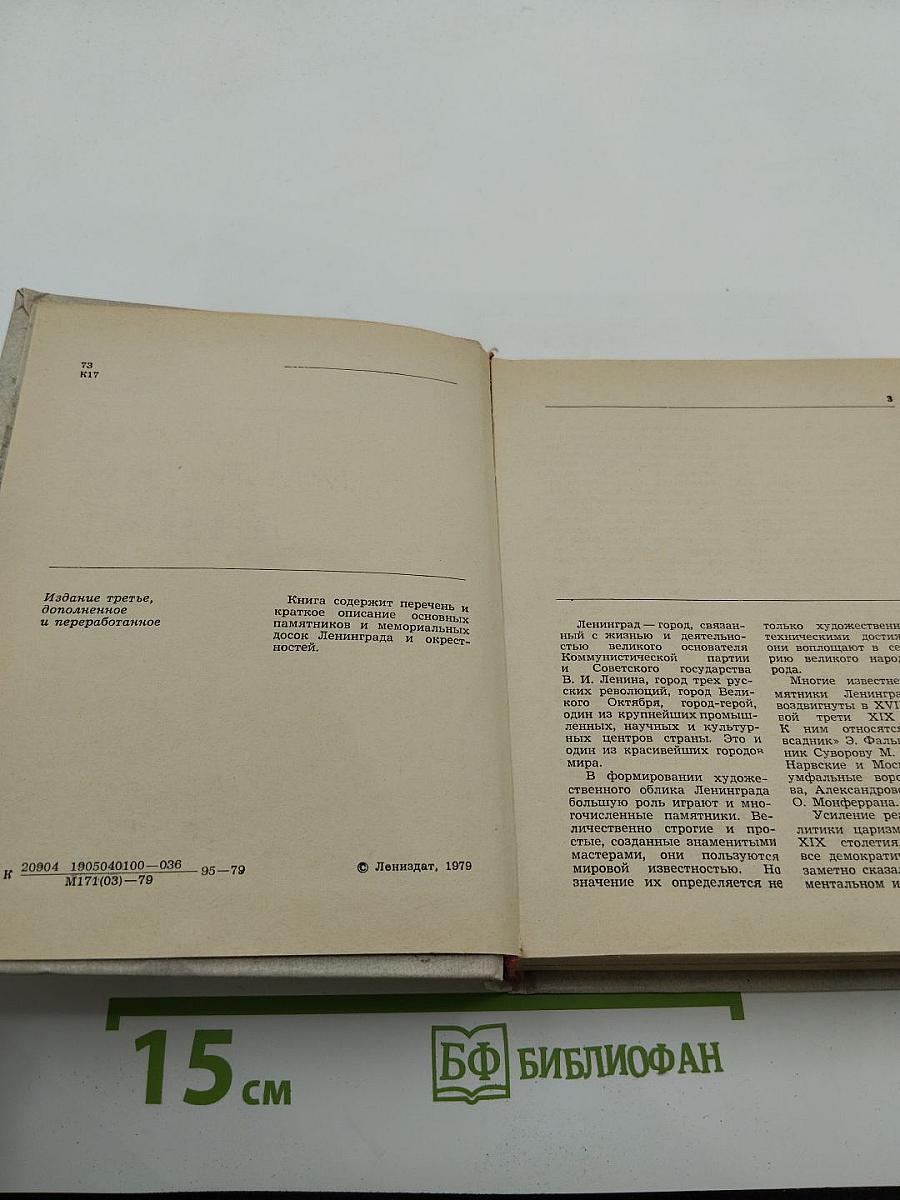 73
К17
Издание третье,
дополненное
и переработанное
Книга содержит перечень и
краткое описание основных
памятников и мемориальных
досок Ленинграда и окрест-
ностей.
К 20904 1905040100—036 95—79
М171(03)—79
© Лениздат, 1979
3
Ленинград — город, связан-
ный с жизнью и деятельно-
стью великого основателя
Коммунистической партии
и Советского государства
В. И. Ленина, город трех рус-
ских революций, город Вели-
кого Октября, город-герой,
один из крупнейших промыш-
ленных, научных и культур-
ных центров страны. Это и
один из красивейших городов
мира.
В формировании художе-
ственного облика Ленинграда
большую роль играют и мно-
гочисленные памятники. Ве-
личественно строгие и про-
стые, созданные знаменитыми
мастерами, они пользуются
мировой известностью. Но
значение их определяется не
только художественн
техническими достиж
они воплощают в се
рию великого народ
рода.
Многие известне
мятники Ленингра
воздвигнуты в XVII
вой трети XIX
К ним относятся
всадник» Э. Фалью
ник Суворову М.
Нарвские и Моск
умфальные воро
ва, Александров
О. Монферрана.
Усиление реа
литики царизм
XIX столетия
все демократи
заметно сказал
ментальном и
15 см
БФ БИБЛИОФАН